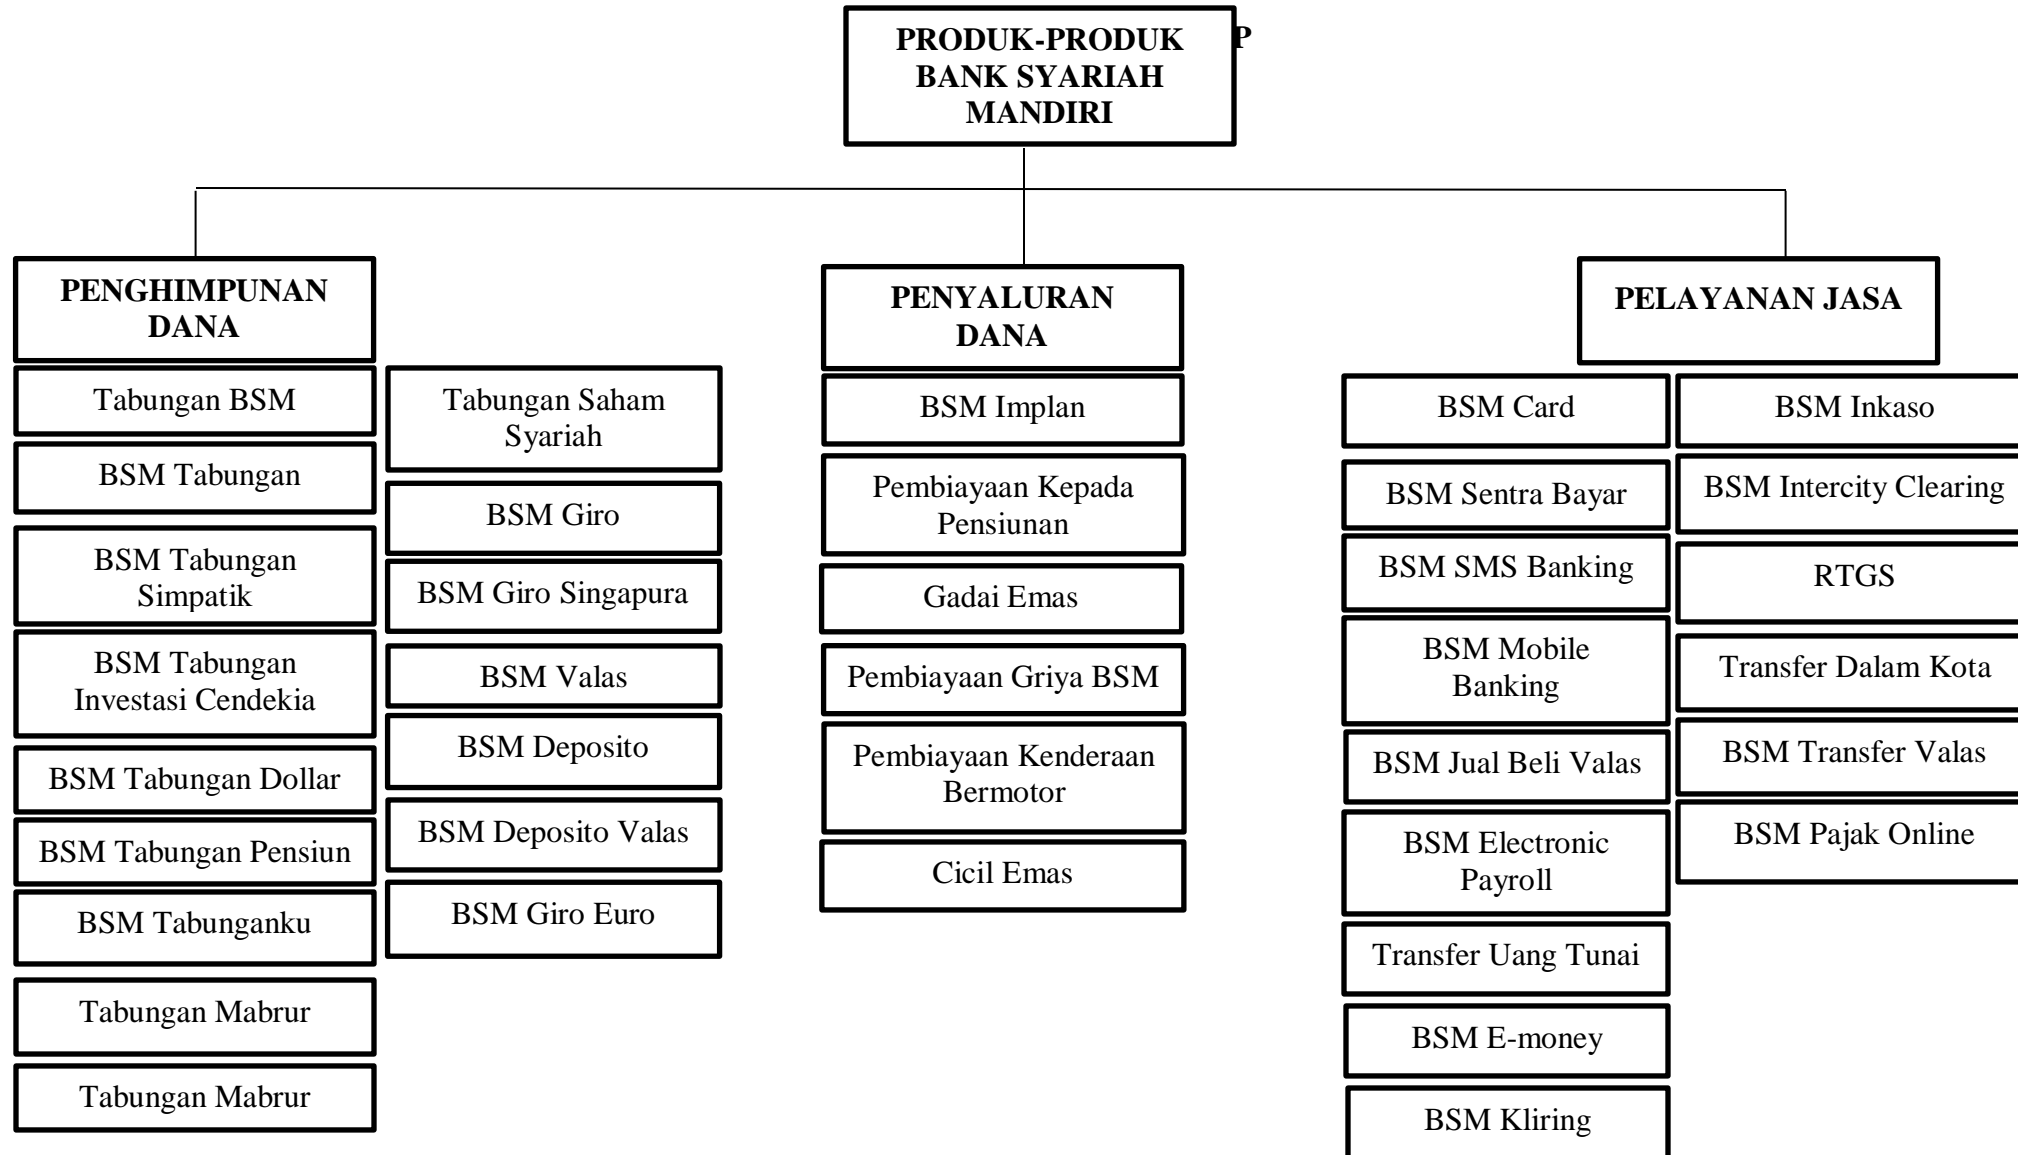 PRODUK-PRODUK
BANK SYARIAH
MANDIRI
P
PENGHIMPUNAN
DANA
Tabungan BSM
BSM Tabungan
BSM Tabungan
Simpatik
BSM Tabungan
Investasi Cendekia
BSM Tabungan Dollar
BSM Tabungan Pensiun
BSM Tabunganku
Tabungan Mabrur
Tabungan Mabrur
Tabungan Saham
Syariah
BSM Giro
BSM Giro Singapura
BSM Valas
BSM Deposito
BSM Deposito Valas
BSM Giro Euro
PENYALURAN
DANA
BSM Implan
Pembiayaan Kepada
Pensiunan
Gadai Emas
Pembiayaan Griya BSM
Pembiayaan Kenderaan
Bermotor
Cicil Emas
PELAYANAN JASA
BSM Card
BSM Sentra Bayar
BSM SMS Banking
BSM Mobile
Banking
BSM Jual Beli Valas
BSM Electronic
Payroll
Transfer Uang Tunai
BSM E-money
BSM Kliring
BSM Inkaso
BSM Intercity Clearing
RTGS
Transfer Dalam Kota
BSM Transfer Valas
BSM Pajak Online